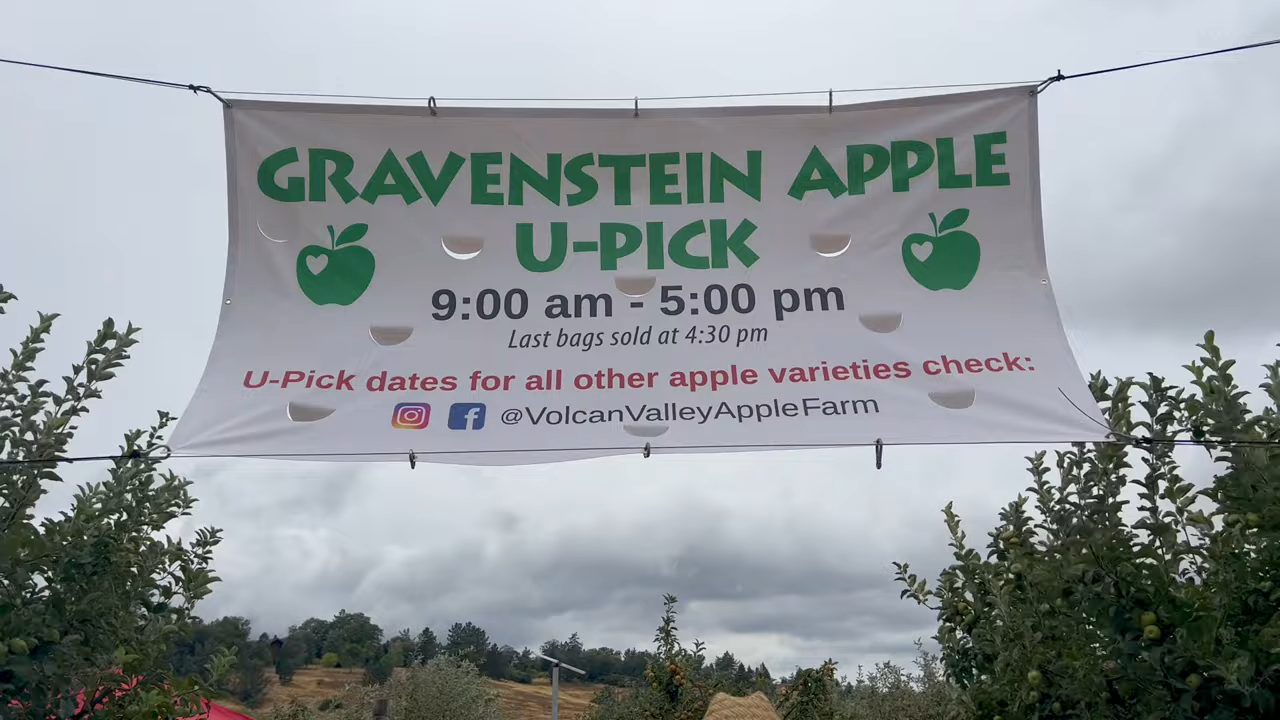 GRAVENSTEIN APPLE
U-PICK
9:00 am - 5:00 pm
Last bags sold at 4:30 pm
U-Pick dates for all other apple varieties check:
@VolcanValleyAppleFarm